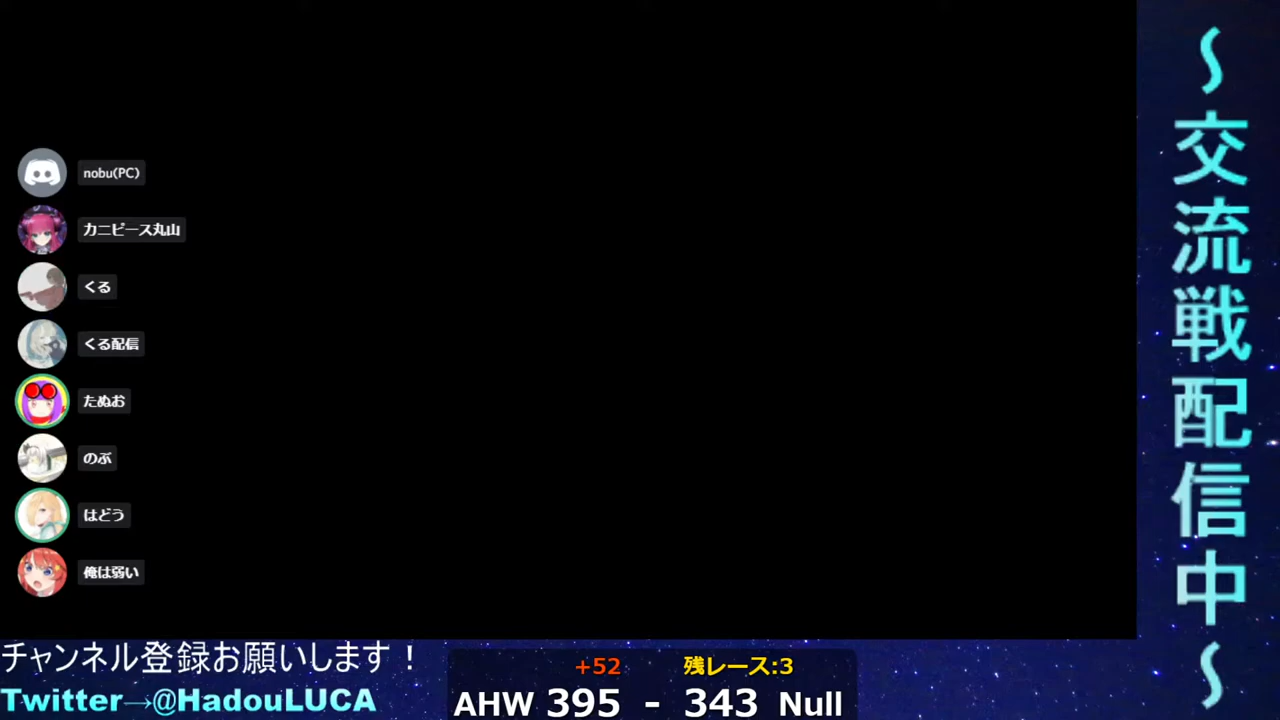 nobu(PC)
カニピース丸山
くる
くる配信
たぬお
のぶ
はどう
俺は弱い
～交流戦配信中～
チャンネル登録お願いします！
Twitter→@HadouLUCA
+52 残レース:3
AHW 395 - 343 Null